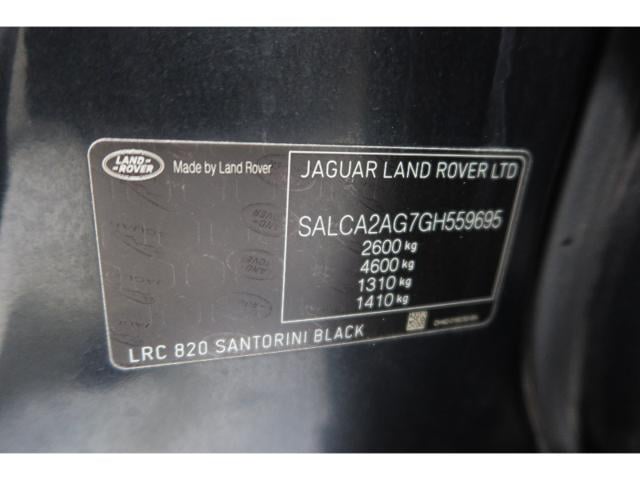 LAND-
ROVER
Made by Land Rover
JAGUAR LAND ROVER LTD
SALCA2AG7GH559695
2600 kg
4600 kg
1310 kg
1410 kg
LRC 820 SANTORINI BLACK